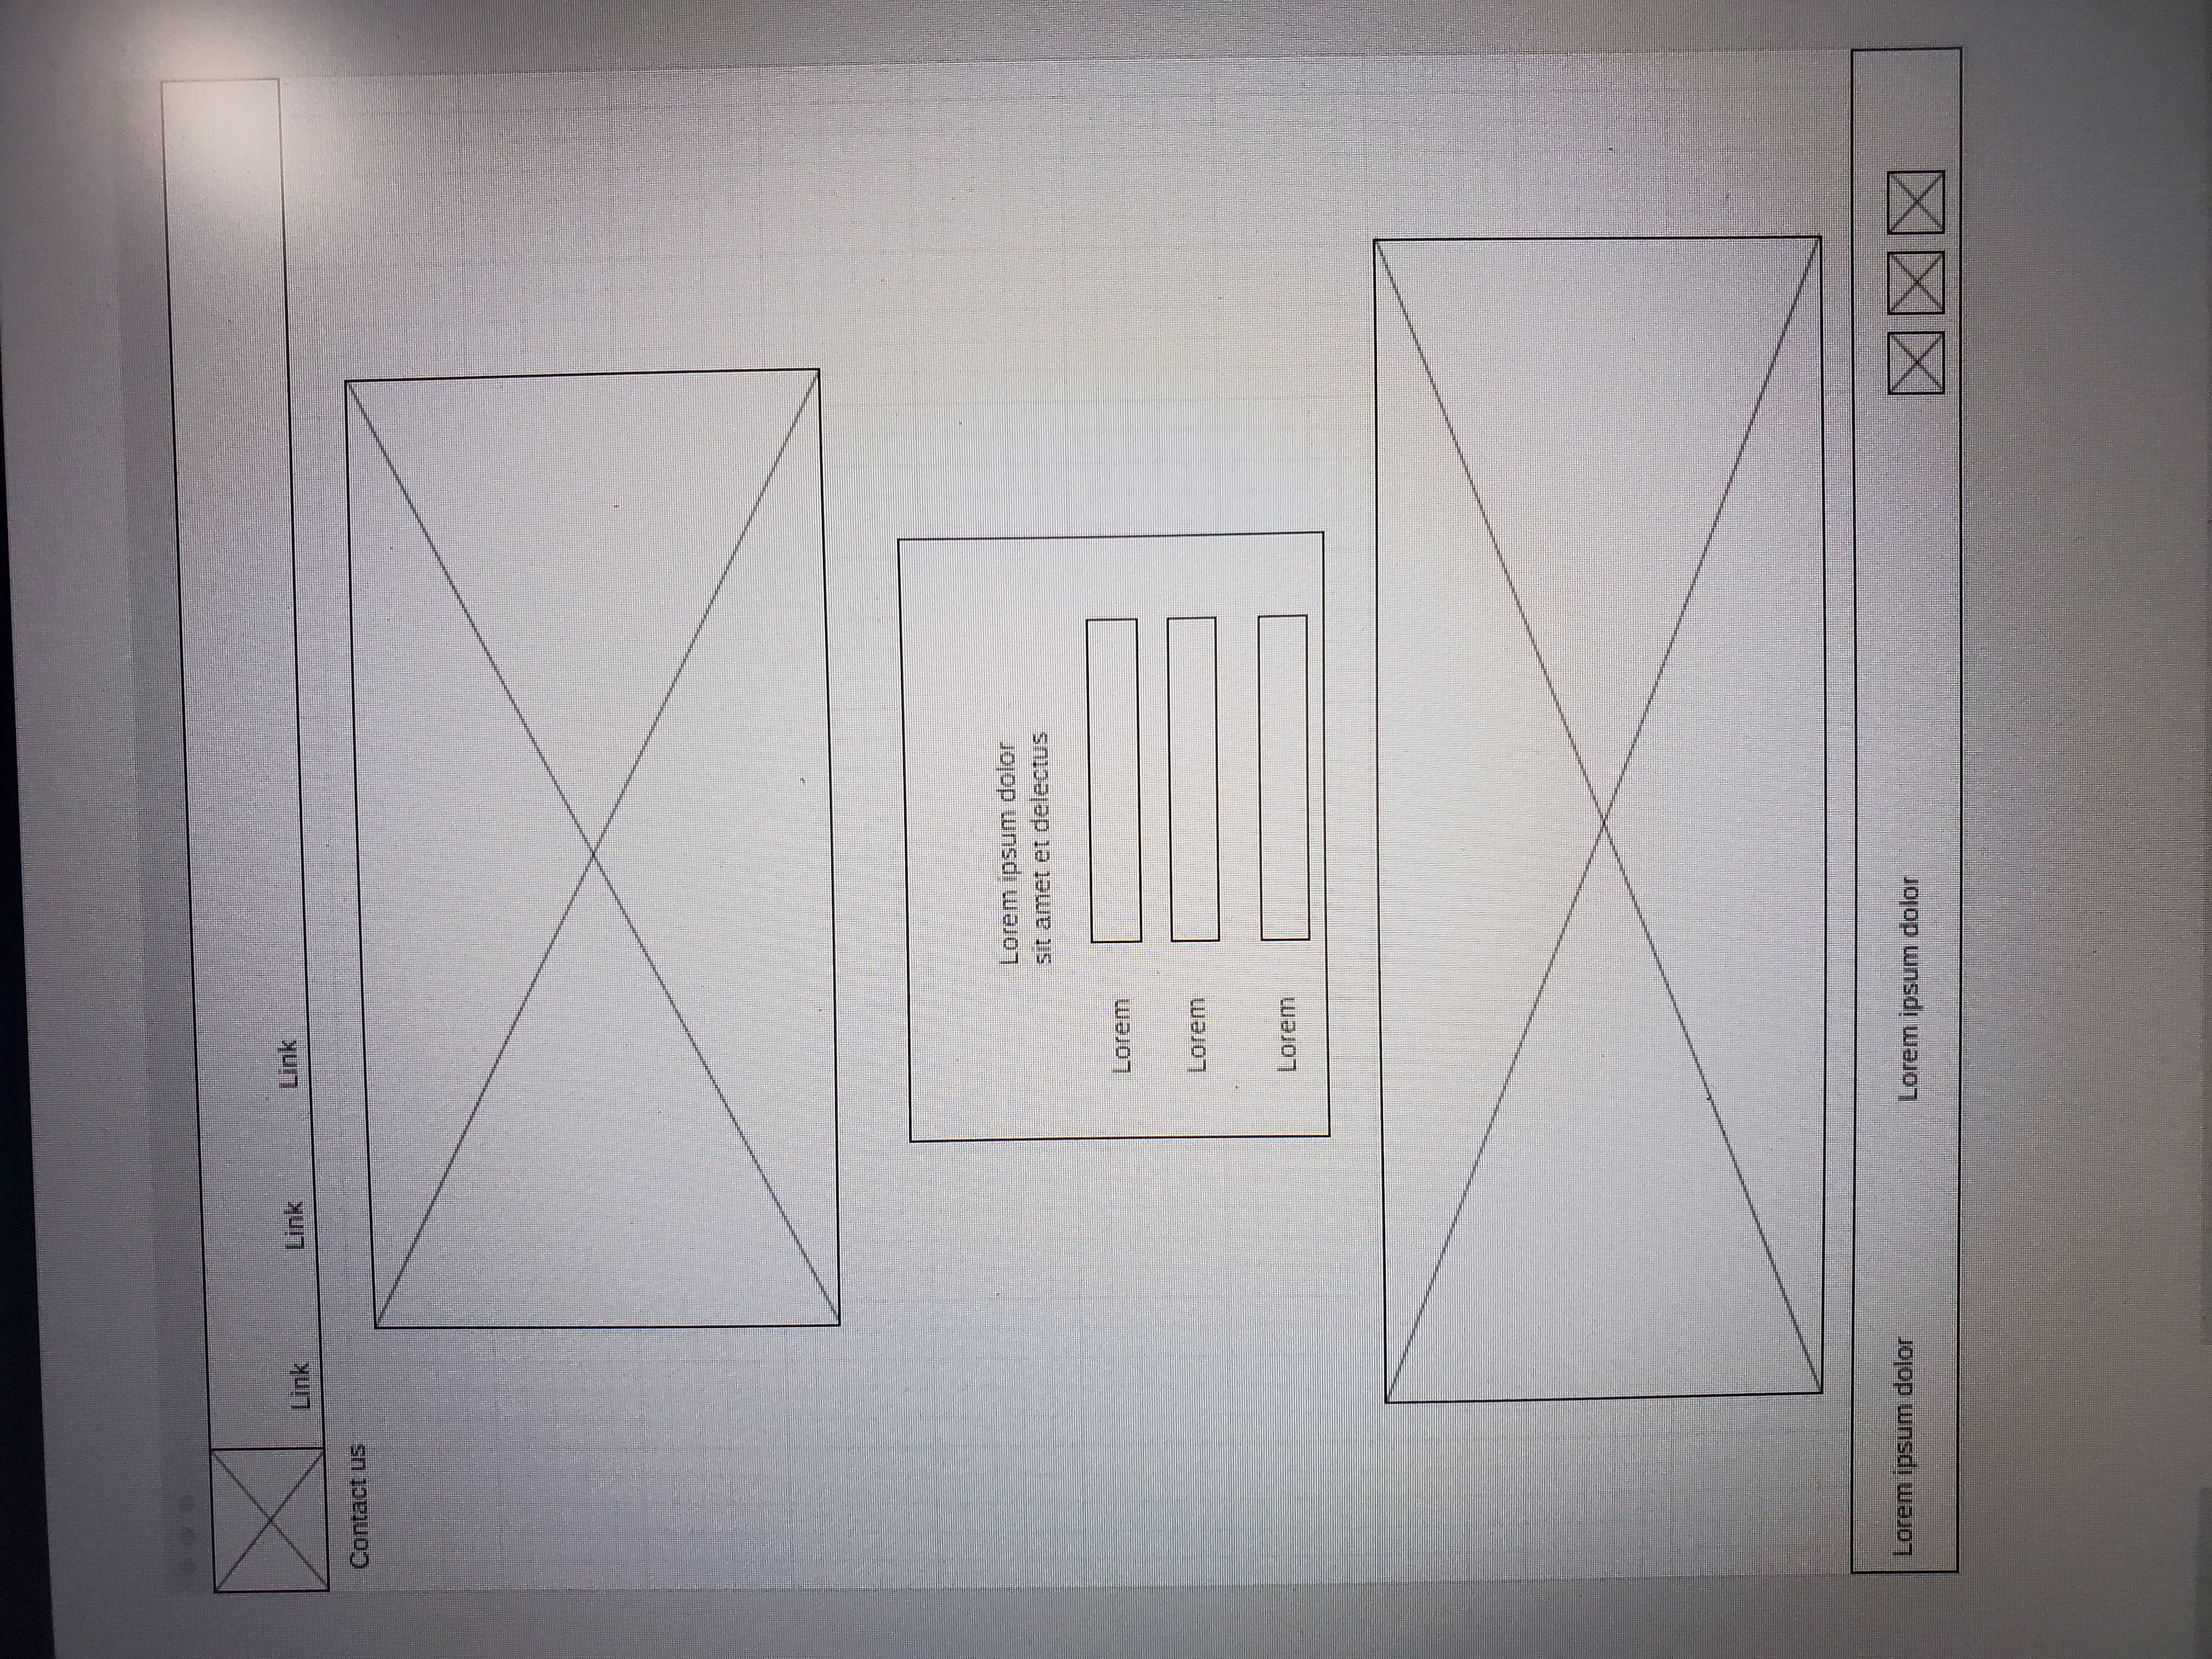 Link
Link
Link
Contact us
Lorem ipsum dolor
sit amet et delectus
Lorem
Lorem
Lorem
Lorem ipsum dolor
Lorem ipsum dolor